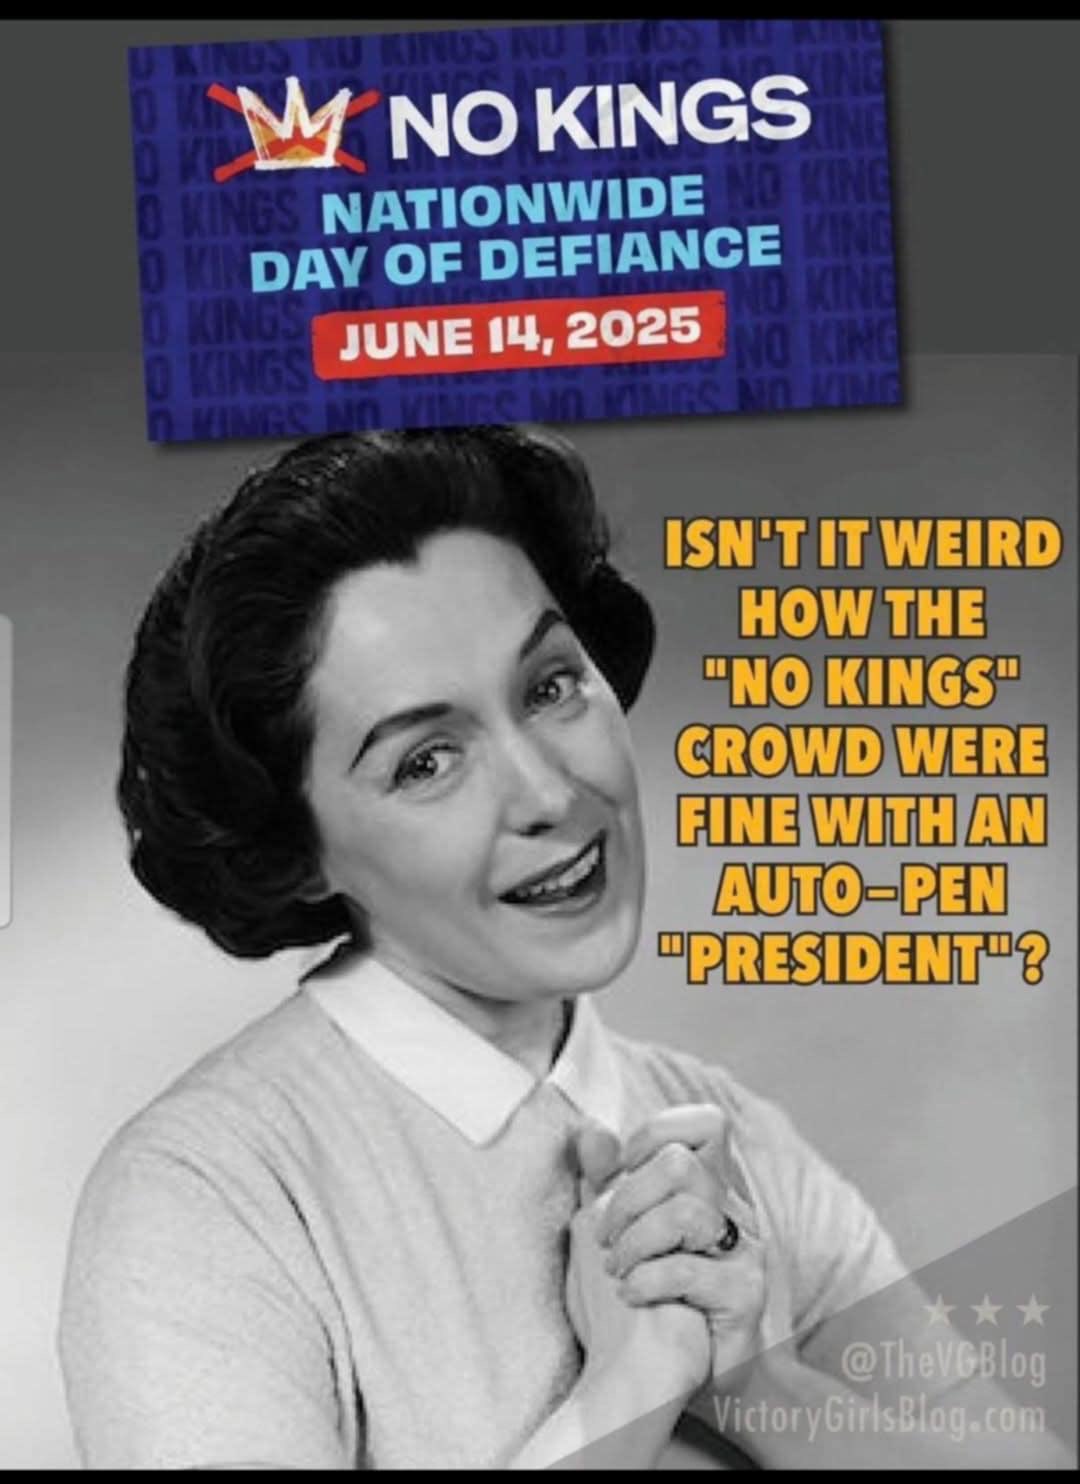 NO KINGS
NATIONWIDE
DAY OF DEFIANCE
JUNE 14, 2025
ISN'T IT WEIRD
HOW THE
"NO KINGS"
CROWD WERE
FINE WITH AN
AUTO-PEN
"PRESIDENT"?
@TheVGBlog
VictoryGirlsBlog.com